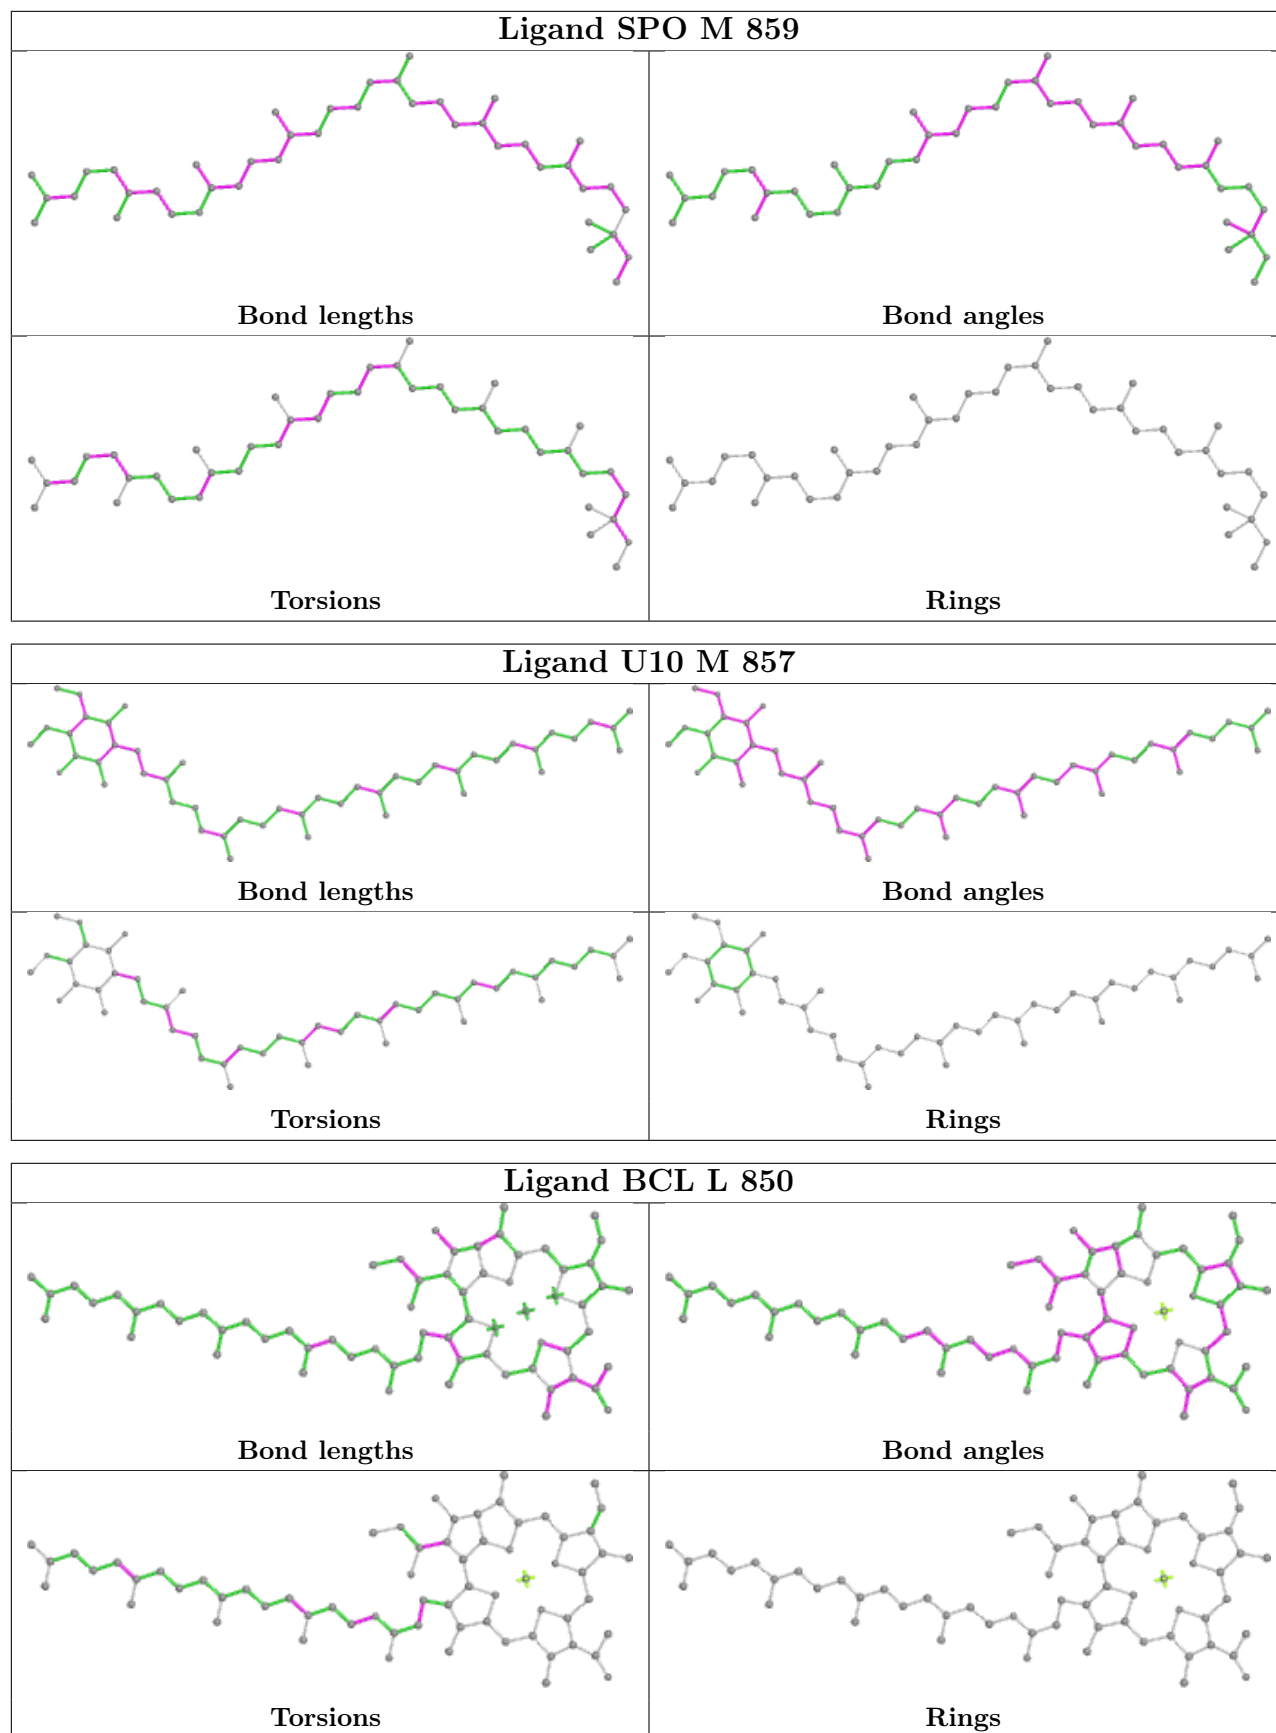 Ligand SPO M 859
Bond lengths
Bond angles
Torsions
Rings
Ligand U10 M 857
Bond lengths
Bond angles
Torsions
Rings
Ligand BCL L 850
Bond lengths
Bond angles
Torsions
Rings